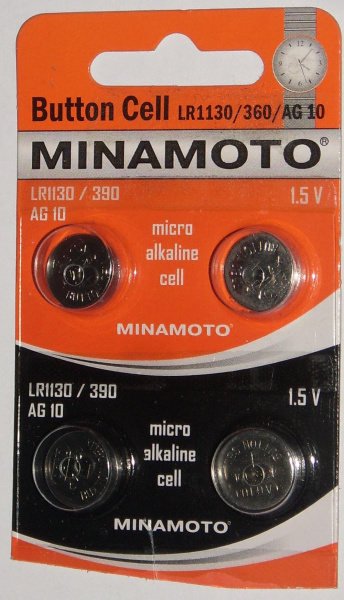 Button Cell LR1130/360/AG 10
MINAMOTO®
LR1130 / 390
1.5 V
AG 10
micro
alkaline
cell
MINAMOTO®
LR1130 / 390
1.5 V
AG 10
micro
alkaline
cell
MINAMOTO®